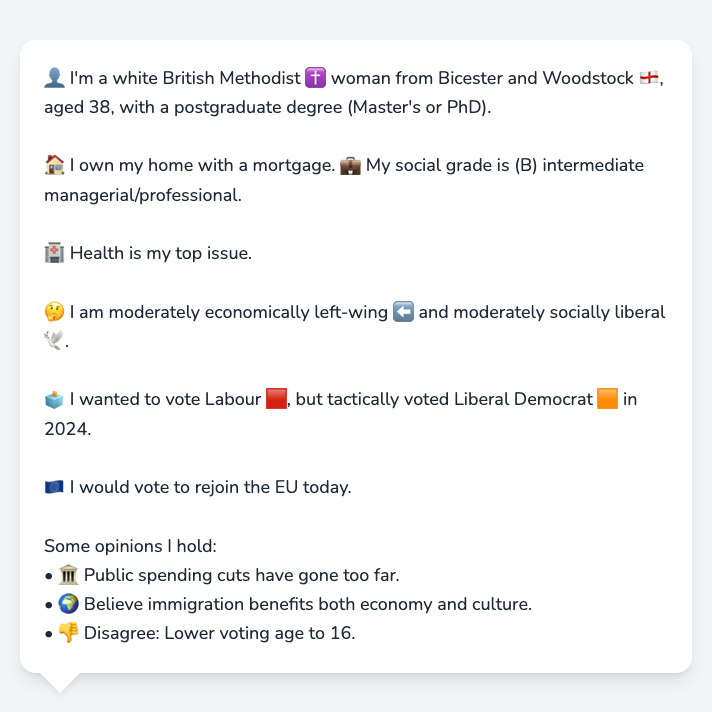 👤 I'm a white British Methodist ✝️ woman from Bicester and Woodstock 🏴󠁧󠁢󠁥󠁮󠁧󠁿,
aged 38, with a postgraduate degree (Master's or PhD).
🏠 I own my home with a mortgage. 💼 My social grade is (B) intermediate
managerial/professional.
🏥 Health is my top issue.
🤔 I am moderately economically left-wing ⬅️ and moderately socially liberal
🕊️.
🗳️ I wanted to vote Labour 🟥, but tactically voted Liberal Democrat 🟧 in
2024.
🇪🇺 I would vote to rejoin the EU today.
Some opinions I hold:
• 🏛️ Public spending cuts have gone too far.
• 🌍 Believe immigration benefits both economy and culture.
• 👎 Disagree: Lower voting age to 16.